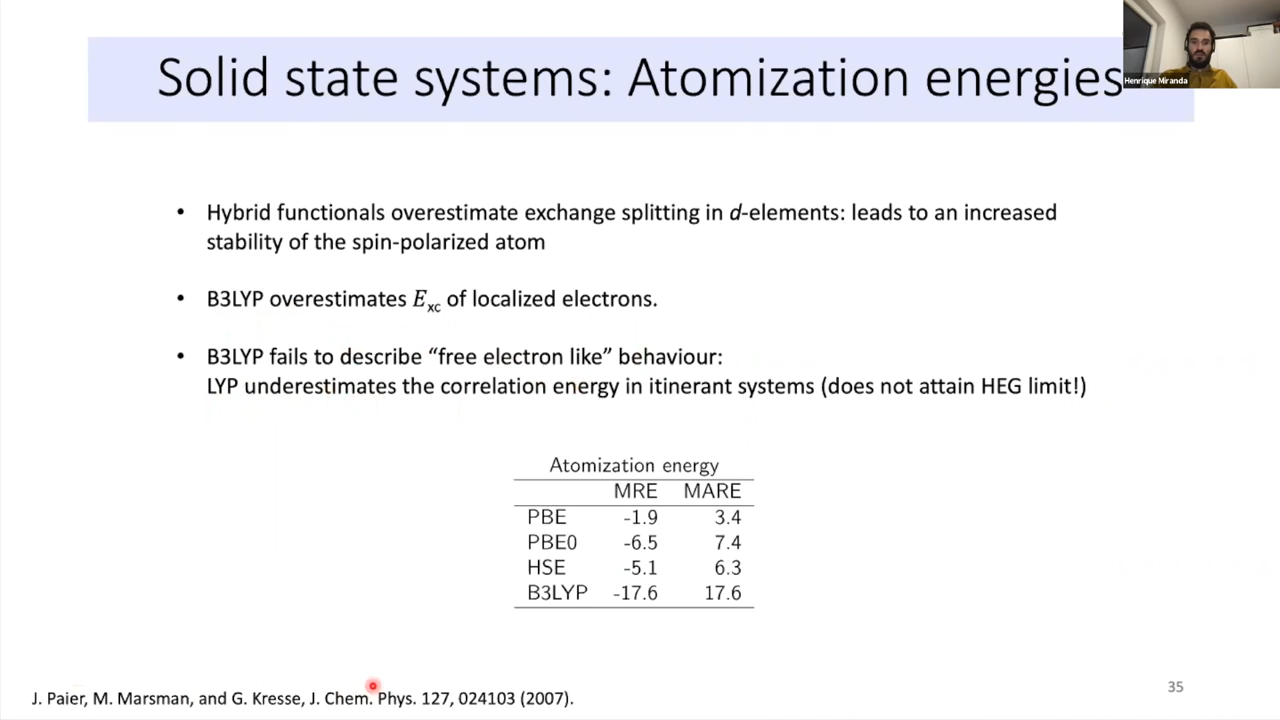 Solid state systems: Atomization energies
Henrique Miranda
• Hybrid functionals overestimate exchange splitting in d-elements: leads to an increased
stability of the spin-polarized atom
• B3LYP overestimates Exc of localized electrons.
• B3LYP fails to describe “free electron like” behaviour:
LYP underestimates the correlation energy in itinerant systems (does not attain HEG limit!)
Atomization energy
MRE MARE
PBE -1.9 3.4
PBE0 -6.5 7.4
HSE -5.1 6.3
B3LYP -17.6 17.6
J. Paier, M. Marsman, and G. Kresse, J. Chem. Phys. 127, 024103 (2007).
35